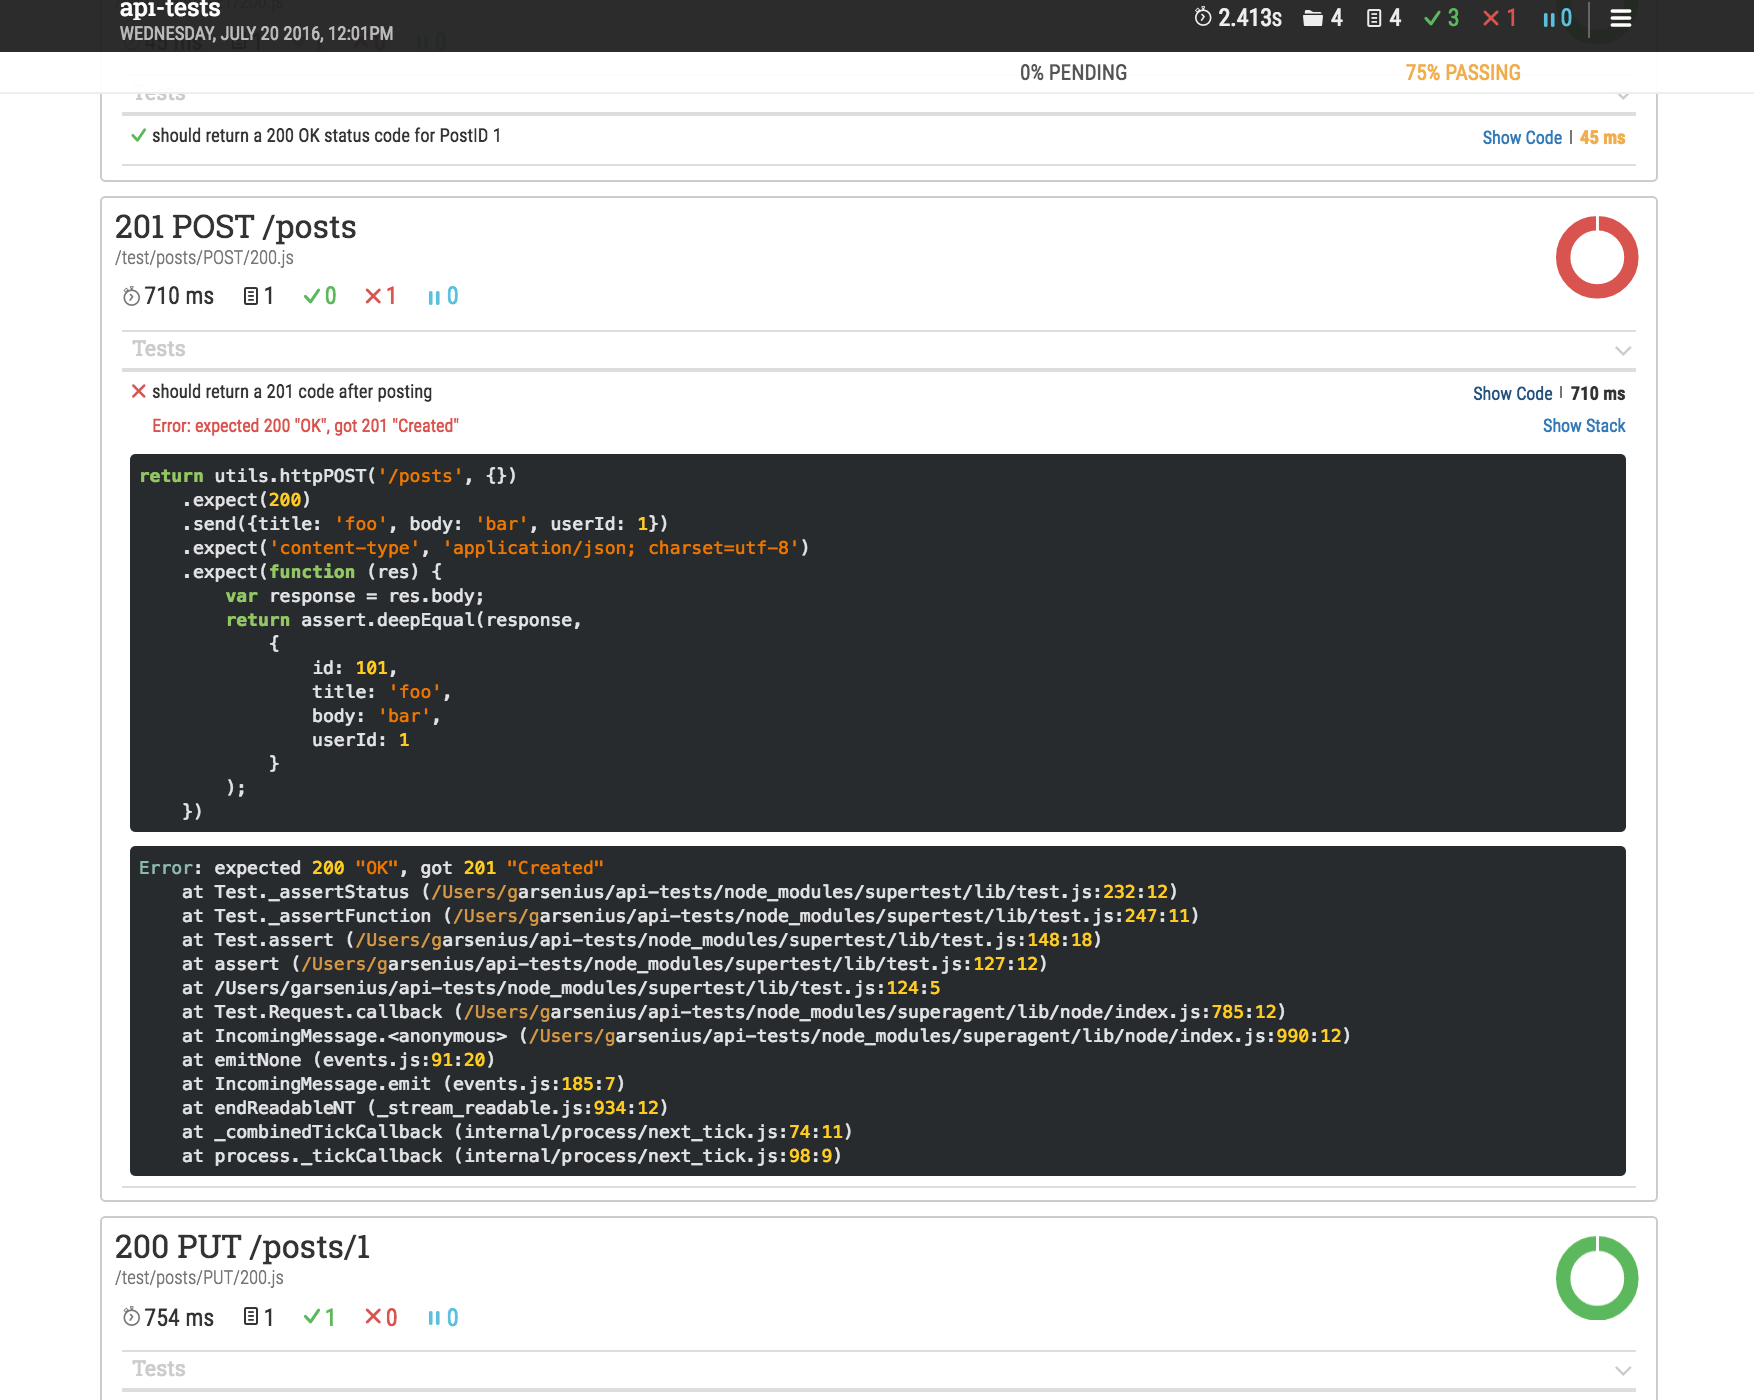 api-tests
WEDNESDAY, JULY 20 2016, 12:01PM
2.413s 4 4 3 1 0
0% PENDING 75% PASSING
Tests
should return a 200 OK status code for PostID 1 Show Code | 45 ms
201 POST /posts
/test/posts/POST/200.js
710 ms 1 0 1 0
Tests
should return a 201 code after posting Show Code | 710 ms
Error: expected 200 "OK", got 201 "Created" Show Stack
return utils.httpPOST('/posts', {})
    .expect(200)
    .send({title: 'foo', body: 'bar', userId: 1})
    .expect('content-type', 'application/json; charset=utf-8')
    .expect(function (res) {
        var response = res.body;
        return assert.deepEqual(response,
            {
                id: 101,
                title: 'foo',
                body: 'bar',
                userId: 1
            }
        );
    })
Error: expected 200 "OK", got 201 "Created"
    at Test._assertStatus (/Users/garsenius/api-tests/node_modules/supertest/lib/test.js:232:12)
    at Test._assertFunction (/Users/garsenius/api-tests/node_modules/supertest/lib/test.js:247:11)
    at Test.assert (/Users/garsenius/api-tests/node_modules/supertest/lib/test.js:148:18)
    at assert (/Users/garsenius/api-tests/node_modules/supertest/lib/test.js:127:12)
    at /Users/garsenius/api-tests/node_modules/supertest/lib/test.js:124:5
    at Test.Request.callback (/Users/garsenius/api-tests/node_modules/superagent/lib/node/index.js:785:12)
    at IncomingMessage.<anonymous> (/Users/garsenius/api-tests/node_modules/superagent/lib/node/index.js:990:12)
    at emitNone (events.js:91:20)
    at IncomingMessage.emit (events.js:185:7)
    at endReadableNT (_stream_readable.js:934:12)
    at _combinedTickCallback (internal/process/next_tick.js:74:11)
    at process._tickCallback (internal/process/next_tick.js:98:9)
200 PUT /posts/1
/test/posts/PUT/200.js
754 ms 1 1 0 0
Tests